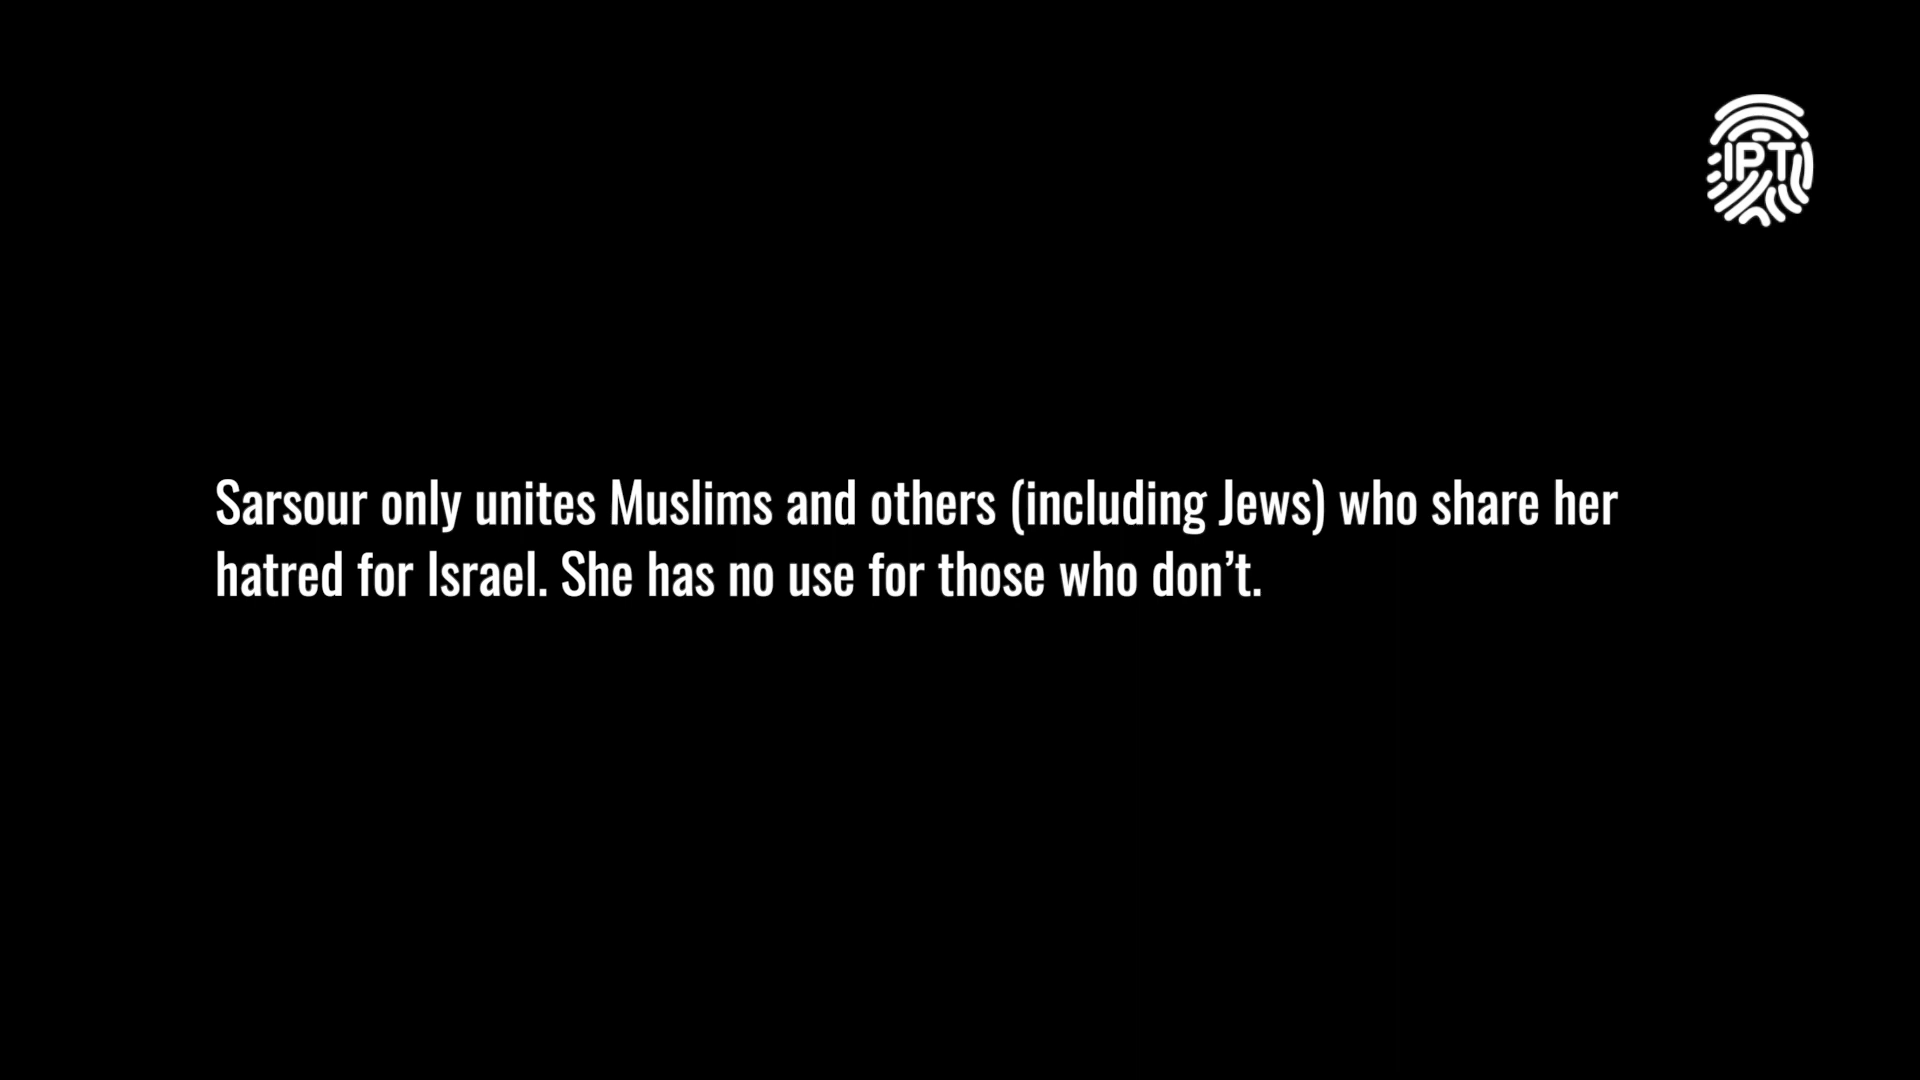 IPT
Sarsour only unites Muslims and others (including Jews) who share her
hatred for Israel. She has no use for those who don’t.